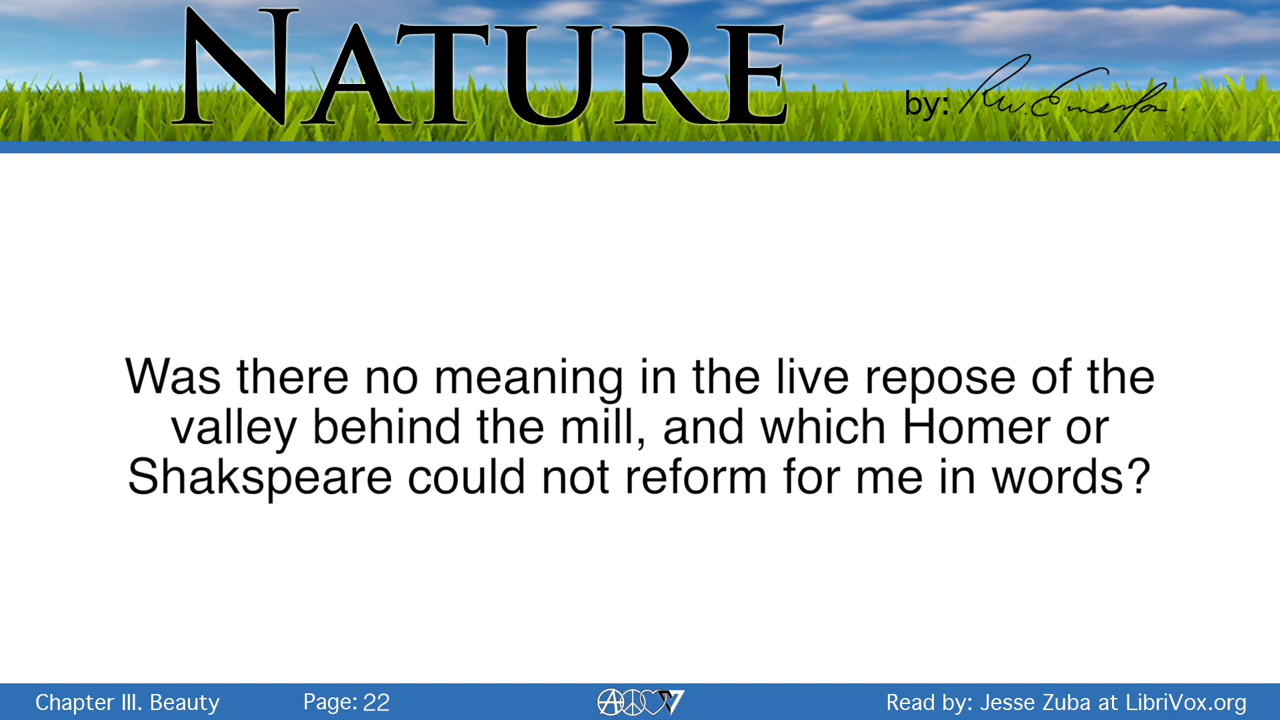 NATURE
by: R.W. Emerson.
Was there no meaning in the live repose of the
valley behind the mill, and which Homer or
Shakspeare could not reform for me in words?
Chapter III. Beauty
Page: 22
Read by: Jesse Zuba at LibriVox.org